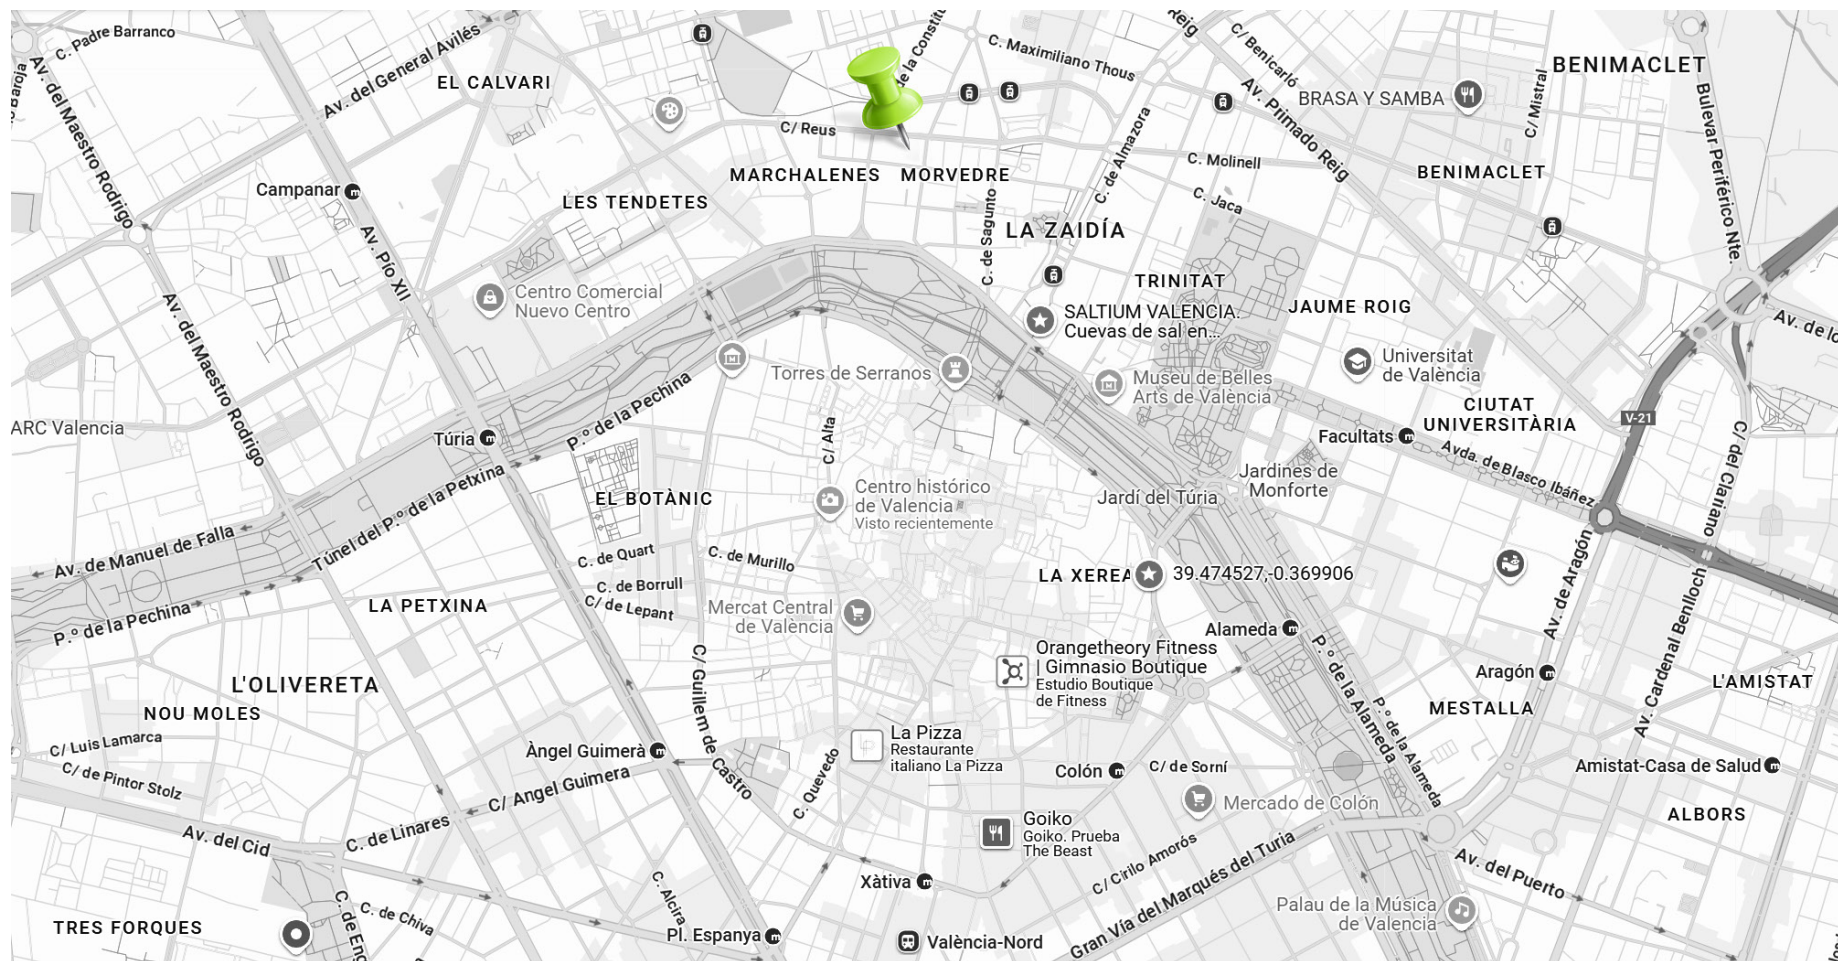 C. Padre Barranco
Av. del General Avilés
EL CALVARI
de la Constitu
C. Maximiliano Thous
Reig
C/ Benicarló
BENIMACLET
Baroja
Av. del Maestro Rodrigo
C/ Reus
Av. Primado Reig
BRASA Y SAMBA
C/ Mistral
Bulevar Periférico Nte.
C. de Almazora
C. Molinell
BENIMACLET
MARCHALENES
MORVEDRE
Campanar
LES TENDETES
C. Jaca
C. de Sagunto
LA ZAIDÍA
Av. Pío XII
TRINITAT
Centro Comercial
Nuevo Centro
SALTIUM VALENCIA.
Cuevas de sal en...
JAUME ROIG
Av. de lo
Av. del Maestro Rodrigo
Torres de Serranos
Museu de Belles
Arts de València
Universitat
de València
CIUTAT
UNIVERSITÀRIA
V-21
ARC Valencia
Túria
P.º de la Pechina
C/ Alta
Facultats
Avda. de Blasco Ibáñez
C/ del Clariano
Túnel del P.º de la Petxina
EL BOTÀNIC
Centro histórico
de Valencia
Visto recientemente
Jardí del Túria
Jardines de
Monforte
Av. de Manuel de Falla
C. de Quart
C. de Murillo
C. de Borrull
C/ de Lepant
LA XEREA
39.474527,-0.369906
Av. de Aragón
P.º de la Pechina
LA PETXINA
Mercat Central
de València
Alameda
Av. Cardenal Benlloch
Orangetheory Fitness
| Gimnasio Boutique
Estudio Boutique
de Fitness
P.º de la Alameda
P.º de la Alameda
Aragón
L'AMISTAT
L'OLIVERETA
NOU MOLES
C/ Guillem de Castro
MESTALLA
C/ Luis Lamarca
Àngel Guimerà
La Pizza
Restaurante
italiano La Pizza
C/ de Pintor Stolz
C/ Angel Guimera
C. Quevedo
Colón
C/ de Sorní
Amistat-Casa de Salud
Mercado de Colón
ALBORS
Av. del Cid
C. de Linares
Goiko
Goiko. Prueba
The Beast
C/ Cirilo Amorós
Xàtiva
Av. del Puerto
C. Alcira
Gran Vía del Marqués del Turia
TRES FORQUES
C. de Chiva
C. de Eng
Pl. Espanya
València-Nord
Palau de la Música
de Valencia